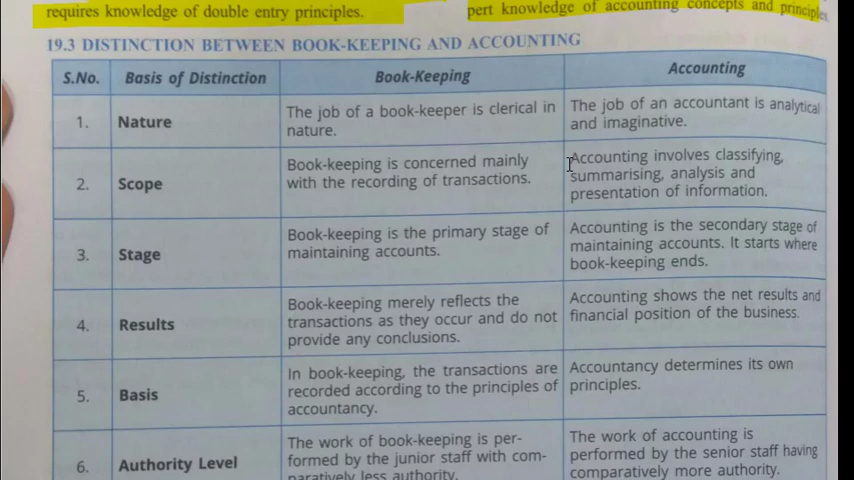 requires knowledge of double entry principles.
pert knowledge of accounting concepts and principles
19.3 DISTINCTION BETWEEN BOOK-KEEPING AND ACCOUNTING
S.No. Basis of Distinction Book-Keeping Accounting
1. Nature
The job of a book-keeper is clerical in
nature.
The job of an accountant is analytical
and imaginative.
2. Scope
Book-keeping is concerned mainly
with the recording of transactions.
Accounting involves classifying,
summarising, analysis and
presentation of information.
3. Stage
Book-keeping is the primary stage of
maintaining accounts.
Accounting is the secondary stage of
maintaining accounts. It starts where
book-keeping ends.
4. Results
Book-keeping merely reflects the
transactions as they occur and do not
provide any conclusions.
Accounting shows the net results and
financial position of the business.
5. Basis
In book-keeping, the transactions are
recorded according to the principles of
accountancy.
Accountancy determines its own
principles.
6. Authority Level
The work of book-keeping is per-
formed by the junior staff with com-
paratively less authority.
The work of accounting is
performed by the senior staff having
comparatively more authority.